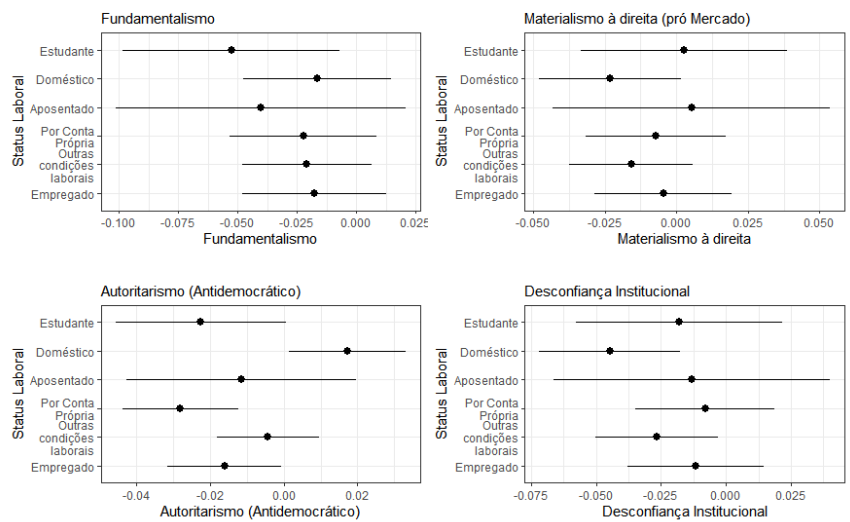 Fundamentalismo
Status Laboral
Estudante
Doméstico
Aposentado
Por Conta
Própria
Outras
condições
laborais
Empregado
-0.100 -0.075 -0.050 -0.025 0.000 0.025
Fundamentalismo
Materialismo à direita (pró Mercado)
Status Laboral
Estudante
Doméstico
Aposentado
Por Conta
Própria
Outras
condições
laborais
Empregado
-0.050 -0.025 0.000 0.025 0.050
Materialismo à direita
Autoritarismo (Antidemocrático)
Status Laboral
Estudante
Doméstico
Aposentado
Por Conta
Própria
Outras
condições
laborais
Empregado
-0.04 -0.02 0.00 0.02
Autoritarismo (Antidemocrático)
Desconfiança Institucional
Status Laboral
Estudante
Doméstico
Aposentado
Por Conta
Própria
Outras
condições
laborais
Empregado
-0.075 -0.050 -0.025 0.000 0.025
Desconfiança Institucional